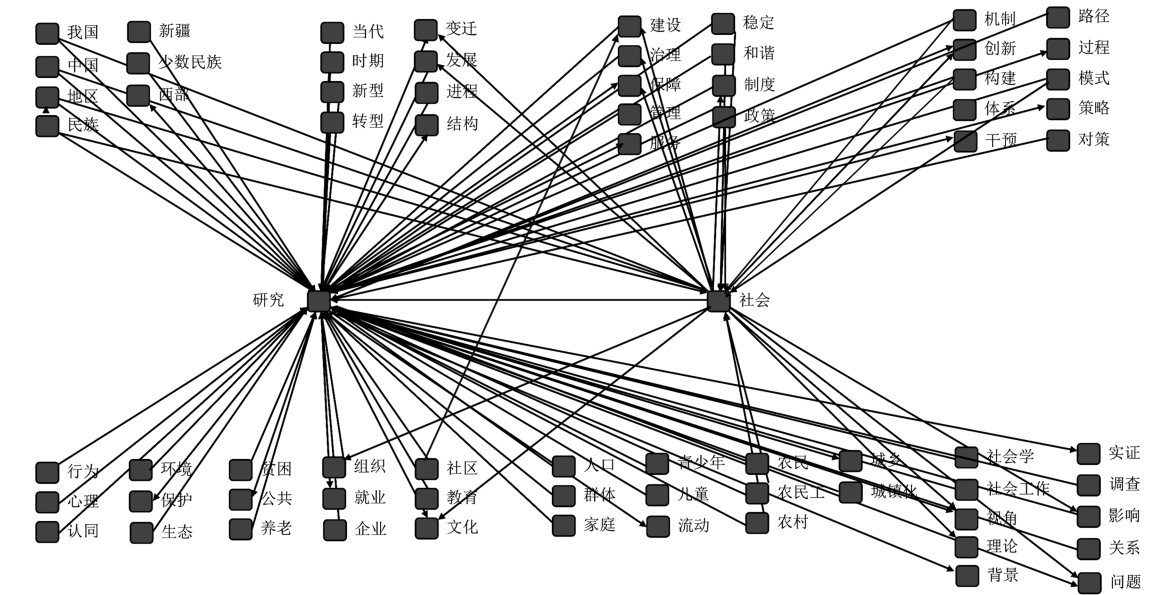 我国
新疆
当代
变迁
建设
稳定
机制
路径
中国
少数民族
时期
发展
治理
和谐
创新
过程
地区
西部
新型
进程
保障
制度
构建
模式
民族
转型
结构
管理
政策
体系
策略
服务
干预
对策
研究
社会
行为
环境
贫困
组织
社区
人口
青少年
农民
城乡
社会学
实证
心理
保护
公共
就业
教育
群体
儿童
农民工
城镇化
社会工作
调查
认同
生态
养老
企业
文化
家庭
流动
农村
视角
影响
理论
关系
背景
问题